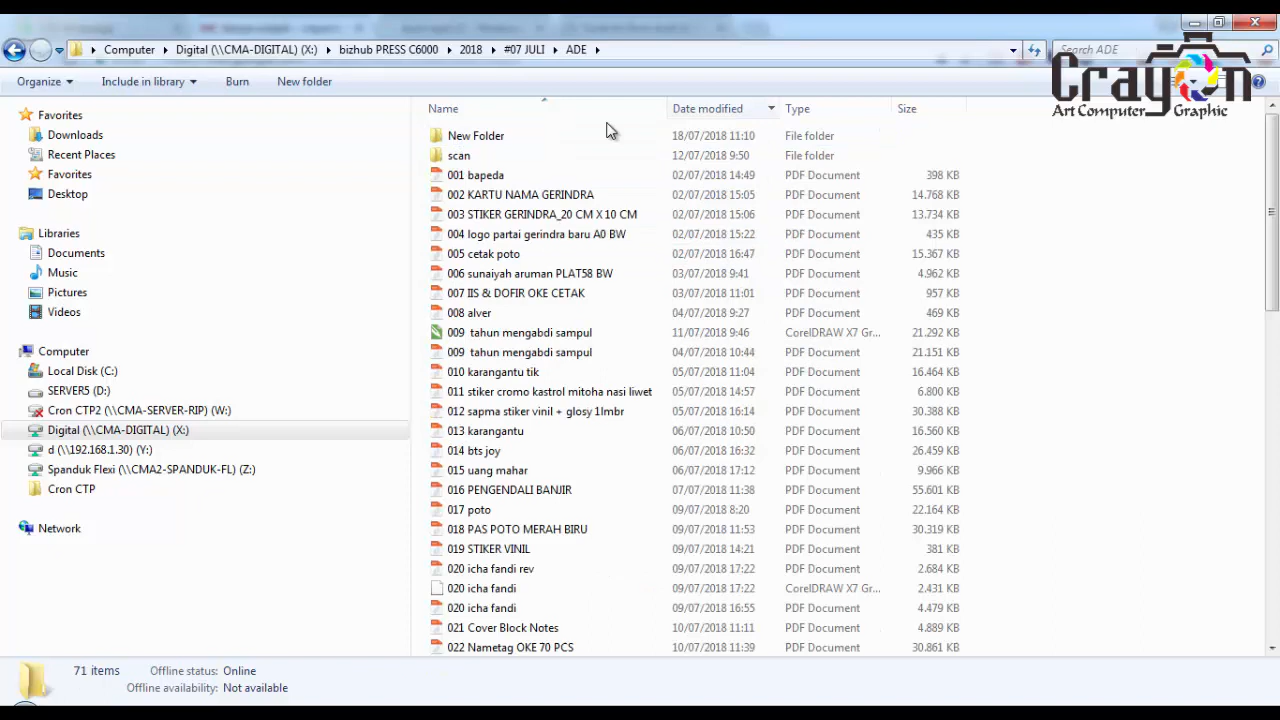 Computer Digital (\\CMA-DIGITAL) (X:) bizhub PRESS C6000 #07 JULI ADE
Search ADE
Organize Include in library Burn New folder
Crayon
Art Computer Graphic
Name Date modified Type Size
Favorites
Downloads
Recent Places
Favorites
Desktop
Libraries
Documents
Music
Pictures
Videos
Computer
Local Disk (C:)
SERVER5 (D:)
Cron CTP2 (\\CMA-SERVER-RIP) (W:)
Digital (\\CMA-DIGITAL) (X:)
d (\\192.168.1.30) (Y:)
Spanduk Flexi (\\CMA2-SPANDUK-FL) (Z:)
Cron CTP
Network
New Folder 18/07/2018 11:10 File folder
scan 12/07/2018 9:50 File folder
001 bapeda 02/07/2018 14:49 PDF Document 398 KB
002 KARTU NAMA GERINDRA 02/07/2018 15:05 PDF Document 14.768 KB
003 STIKER GERINDRA_20 CM X 10 CM 02/07/2018 15:06 PDF Document 13.734 KB
004 logo partai gerindra baru A0 BW 02/07/2018 15:22 PDF Document 435 KB
005 cetak poto 02/07/2018 16:47 PDF Document 15.367 KB
006 sunaiyah aruman PLAT58 BW 03/07/2018 9:41 PDF Document 4.962 KB
007 IIS & DOFIR OKE CETAK 03/07/2018 11:01 PDF Document 957 KB
008 alver 04/07/2018 9:27 PDF Document 469 KB
009 tahun mengabdi sampul 11/07/2018 9:46 CorelDRAW X7 Gr... 21.292 KB
009 tahun mengabdi sampul 04/07/2018 10:44 PDF Document 21.151 KB
010 karangantu tik 05/07/2018 11:04 PDF Document 16.464 KB
011 stiker cromo kastrol mitoha nasi liwet 05/07/2018 14:57 PDF Document 6.800 KB
012 sapma stiker vinil + glosy 1lmbr 05/07/2018 16:14 PDF Document 30.388 KB
013 karangantu 06/07/2018 10:50 PDF Document 16.560 KB
014 bts joy 06/07/2018 16:32 PDF Document 26.459 KB
015 uang mahar 06/07/2018 17:12 PDF Document 9.966 KB
016 PENGENDALI BANJIR 07/07/2018 11:38 PDF Document 55.601 KB
017 poto 09/07/2018 8:20 PDF Document 22.164 KB
018 PAS POTO MERAH BIRU 09/07/2018 11:53 PDF Document 30.319 KB
019 STIKER VINIL 09/07/2018 14:21 PDF Document 381 KB
020 icha fandi rev 09/07/2018 17:22 PDF Document 2.684 KB
020 icha fandi 09/07/2018 17:22 CorelDRAW X7 Gr... 2.431 KB
020 icha fandi 09/07/2018 16:55 PDF Document 4.479 KB
021 Cover Block Notes 10/07/2018 11:11 PDF Document 4.889 KB
022 Nametag OKE 70 PCS 10/07/2018 11:39 PDF Document 30.861 KB
71 items Offline status: Online
Offline availability: Not available